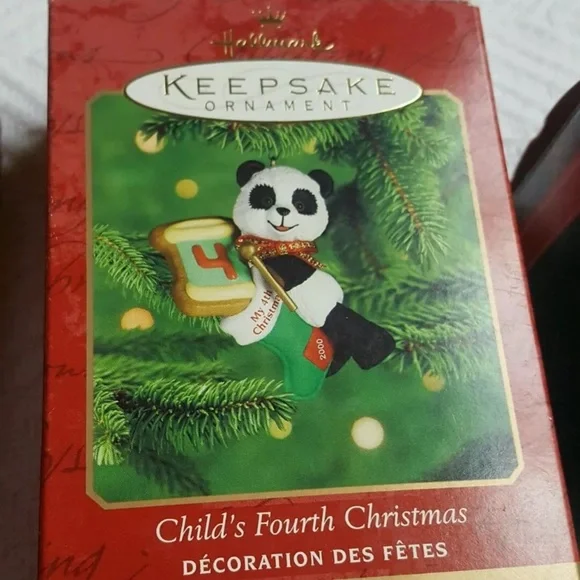 Hallmark
KEEPSAKE
ORNAMENT
4
My 4th
Christmas
2000
Child's Fourth Christmas
DÉCORATION DES FÊTES